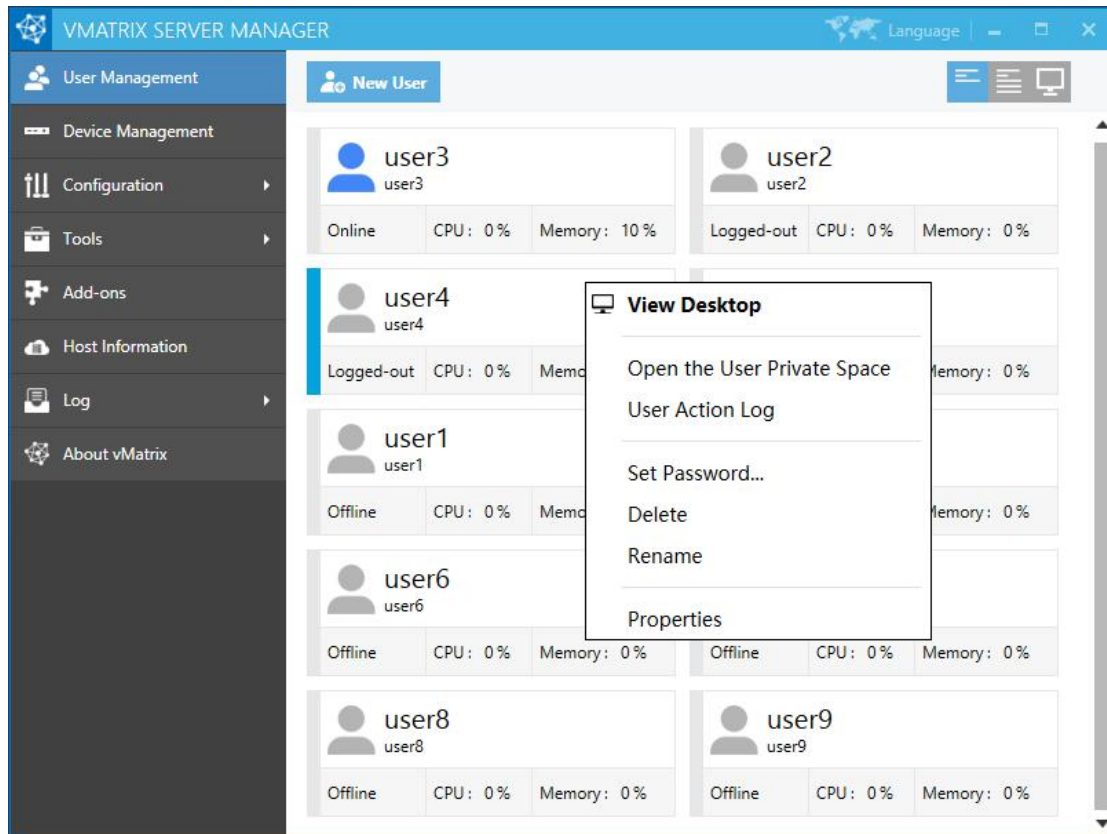 VMATRIX SERVER MANAGER
Language
User Management
Device Management
Configuration
Tools
Add-ons
Host Information
Log
About vMatrix
New User
user3
user3
Online CPU: 0% Memory: 10%
user2
user2
Logged-out CPU: 0% Memory: 0%
user4
user4
Logged-out CPU: 0%
Memory: 0%
user1
user1
Offline CPU: 0%
Memory: 0%
user6
user6
Offline CPU: 0% Memory: 0%
Offline CPU: 0% Memory: 0%
user8
user8
Offline CPU: 0% Memory: 0%
user9
user9
Offline CPU: 0% Memory: 0%
View Desktop
Open the User Private Space
User Action Log
Set Password...
Delete
Rename
Properties